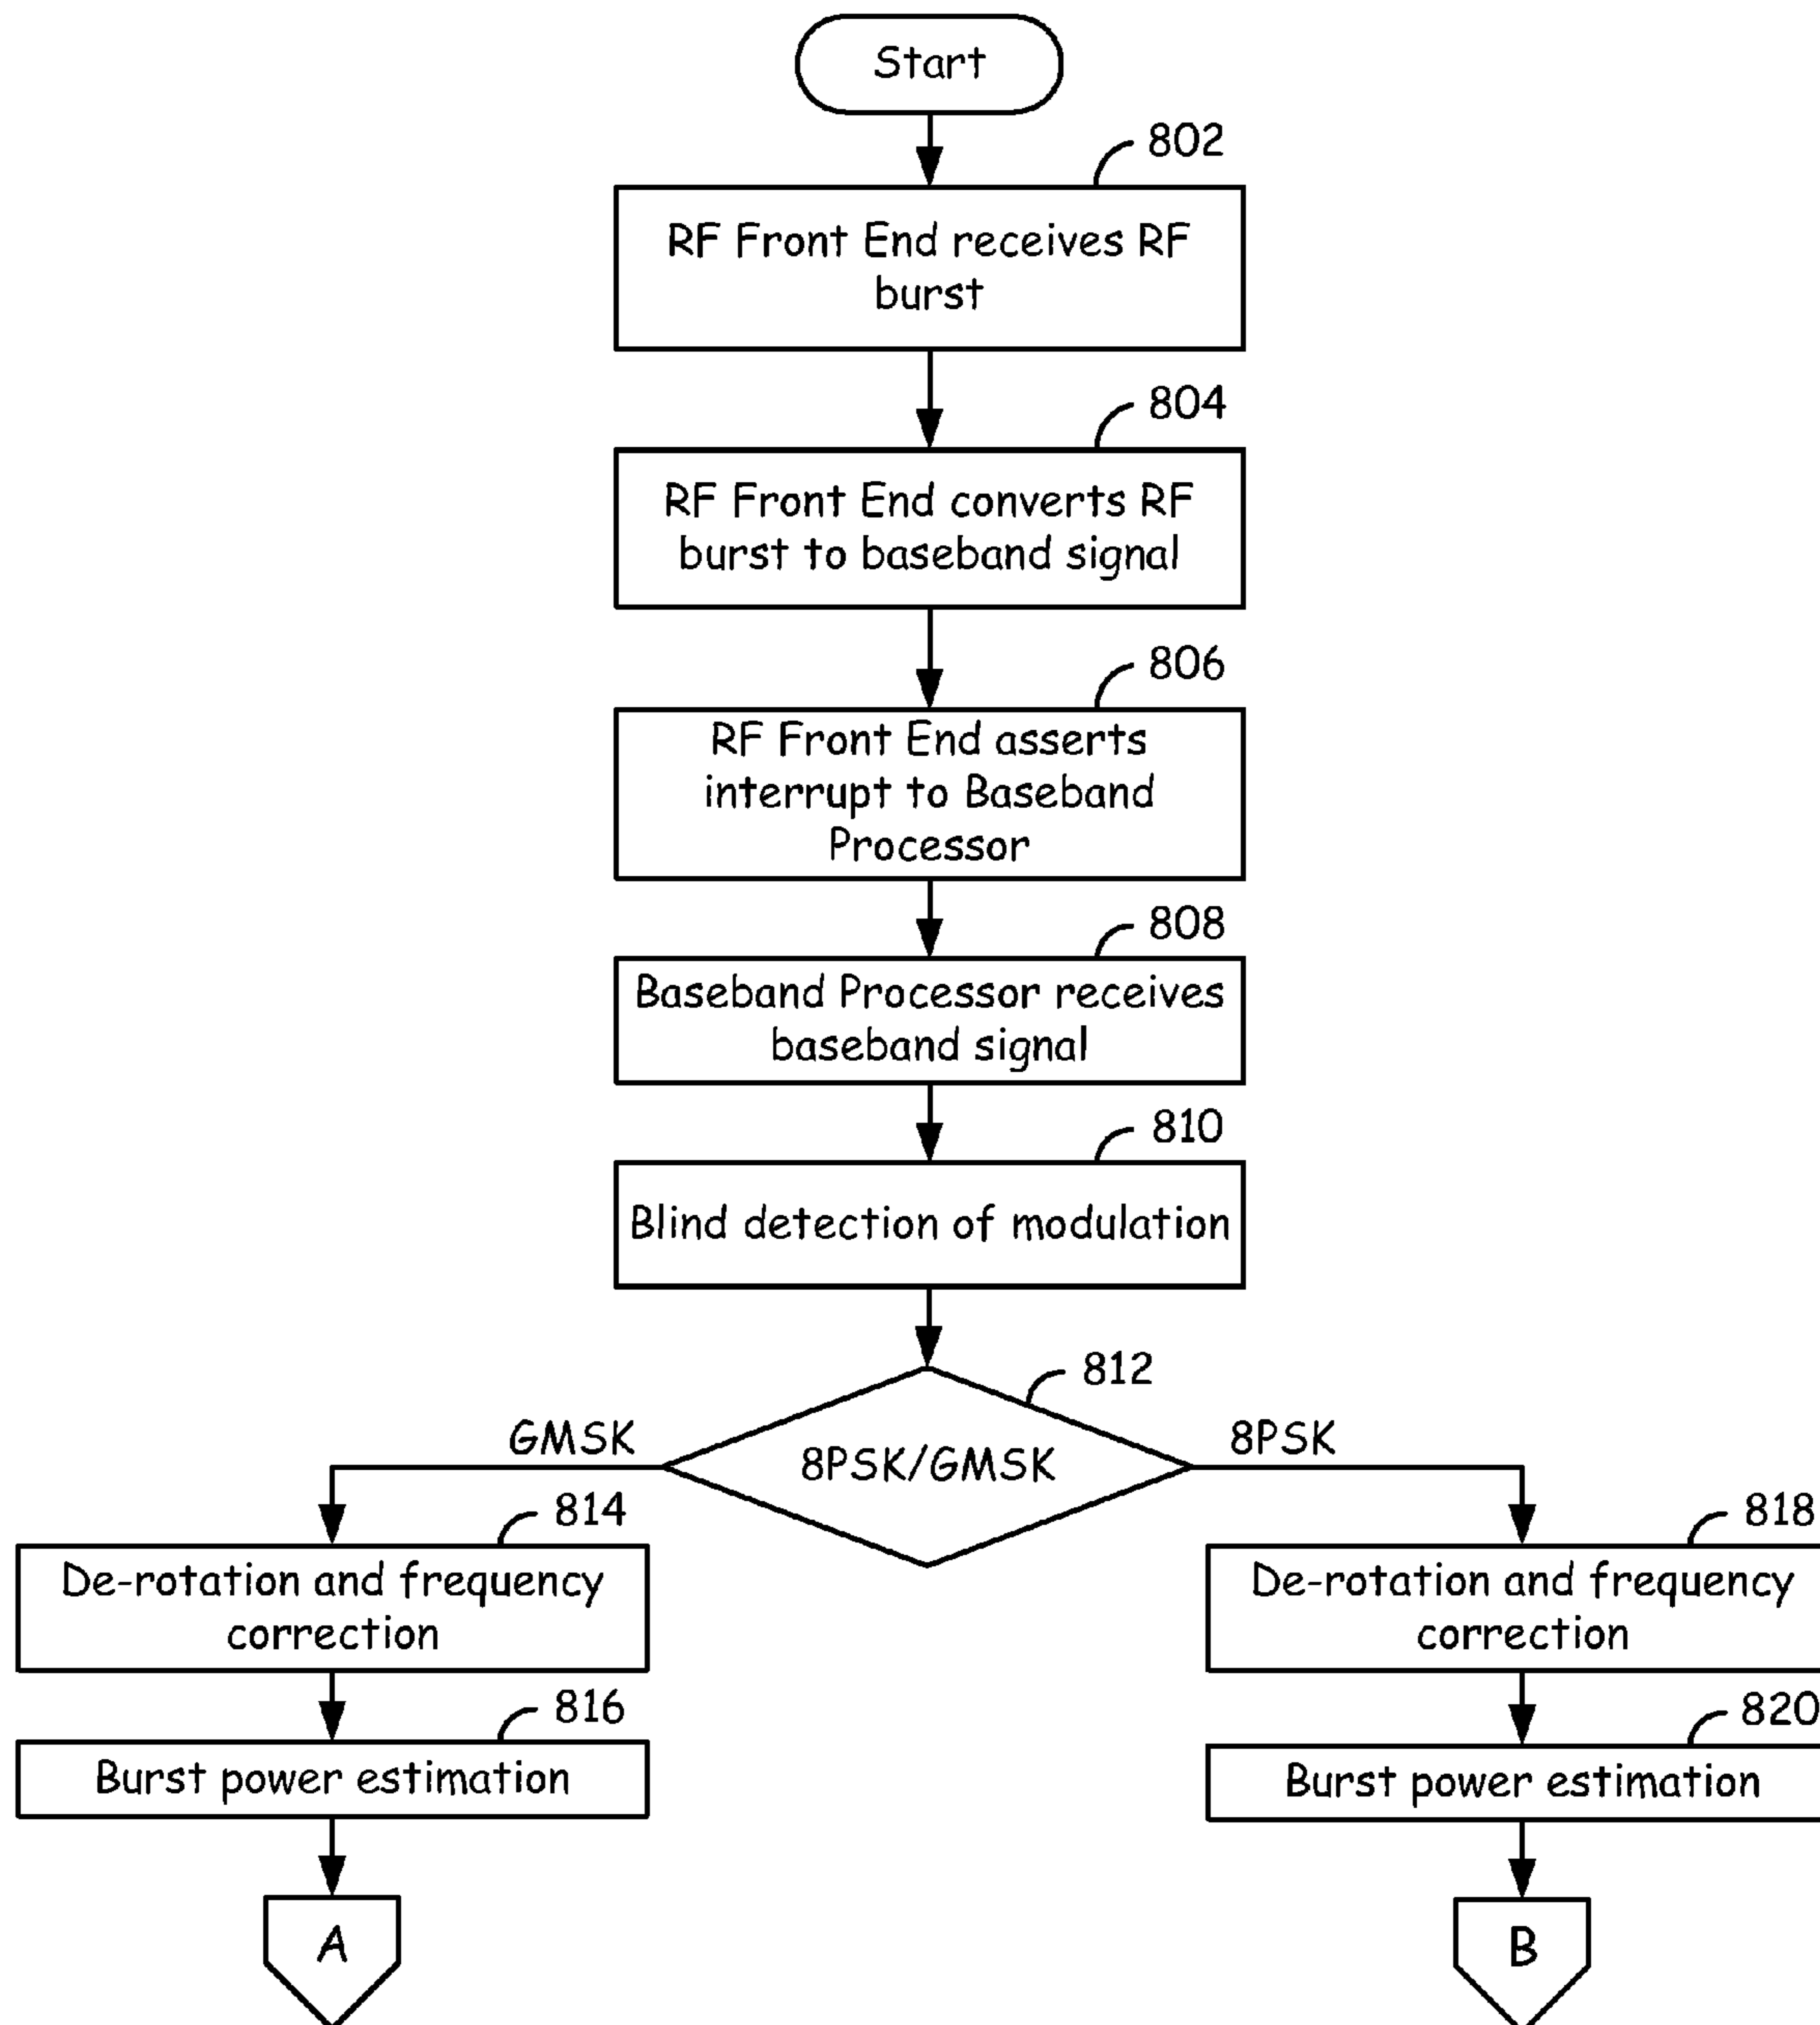 Start
802
RF Front End receives RF
burst
804
RF Front End converts RF
burst to baseband signal
806
RF Front End asserts
interrupt to Baseband
Processor
808
Baseband Processor receives
baseband signal
810
Blind detection of modulation
812
GMSK
8PSK/GMSK
8PSK
814
De-rotation and frequency
correction
818
De-rotation and frequency
correction
816
Burst power estimation
820
Burst power estimation
A
B